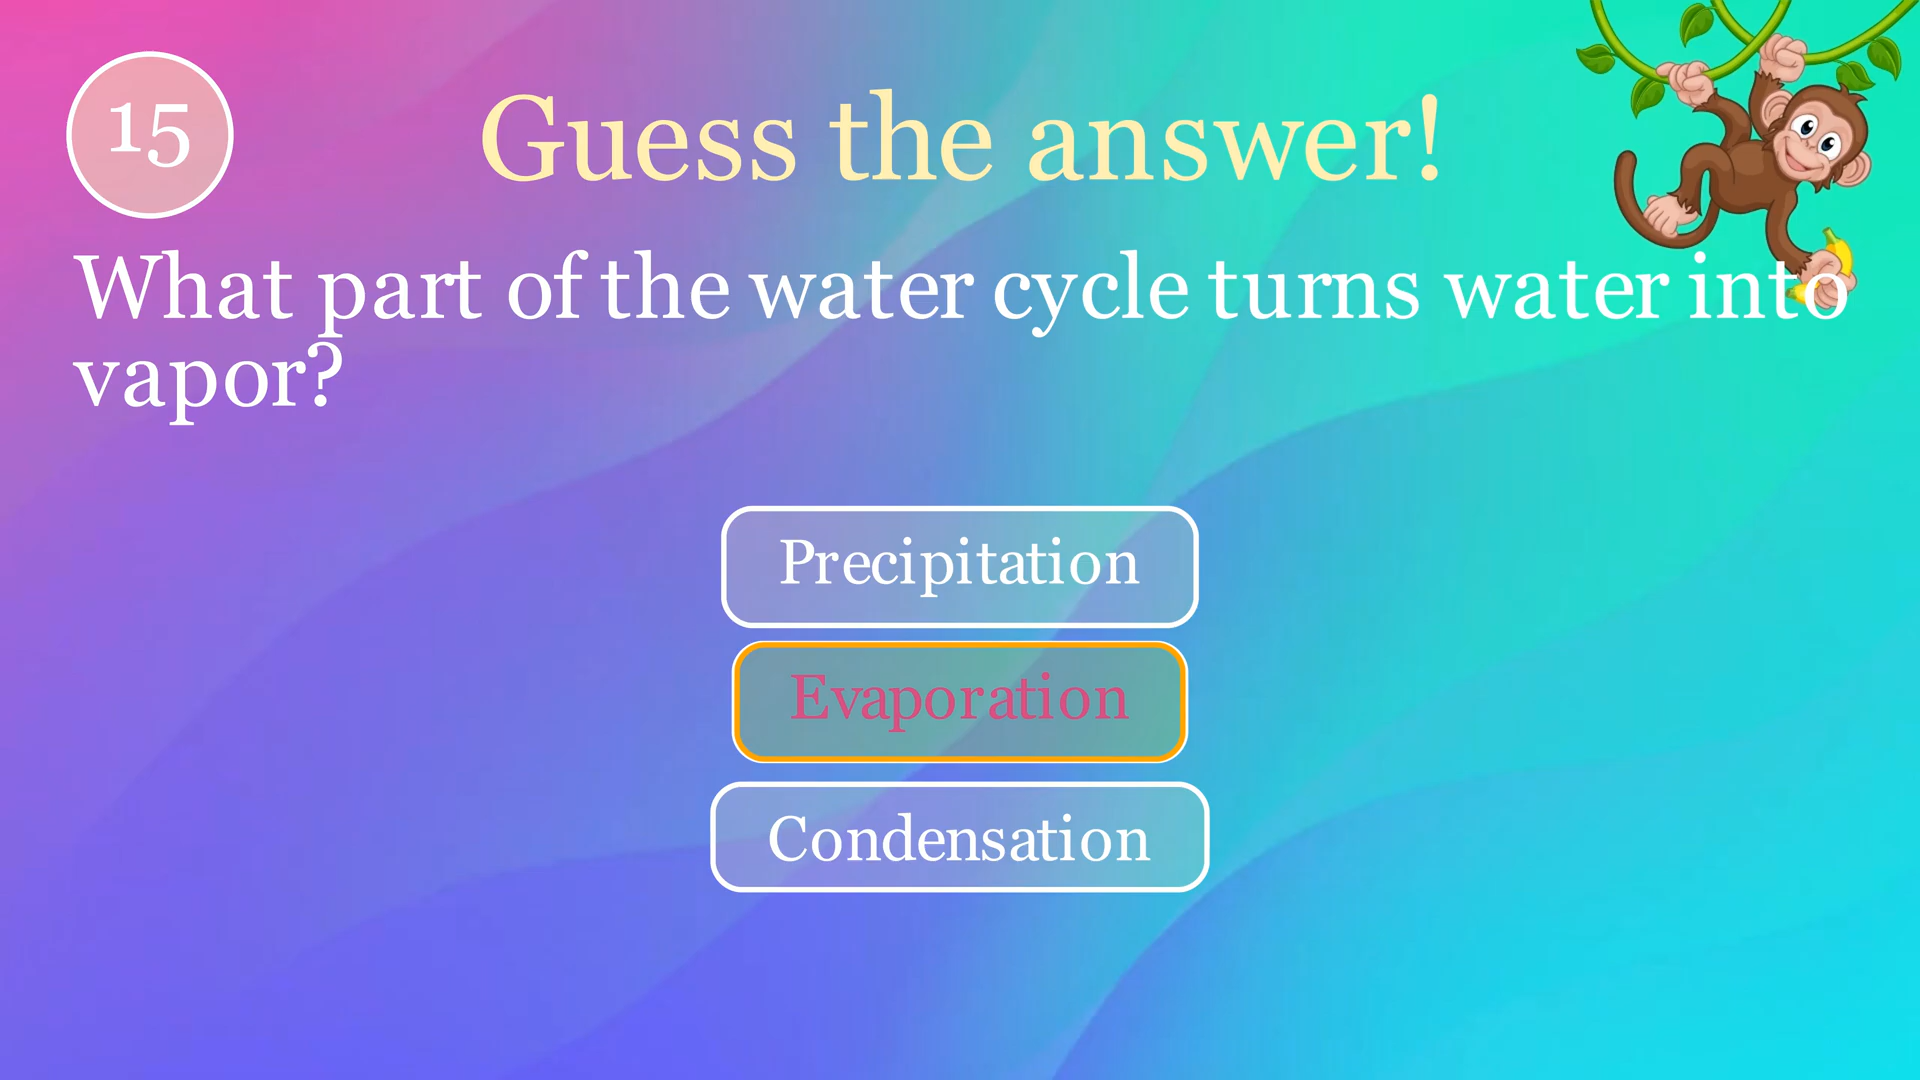 15
Guess the answer!
What part of the water cycle turns water into
vapor?
Precipitation
Evaporation
Condensation